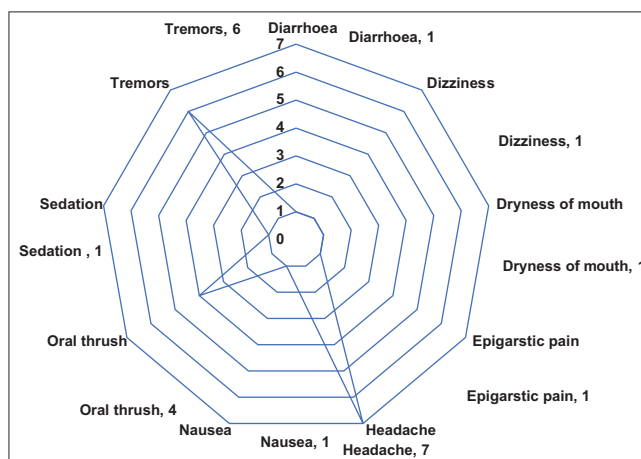 Tremors, 6
Diarrhoea
Diarrhoea, 1
7
6
5
4
3
2
1
0
Tremors
Dizziness
Dizziness, 1
Sedation
Dryness of mouth
Sedation , 1
Dryness of mouth, 1
Oral thrush
Epigarstic pain
Oral thrush, 4
Epigarstic pain, 1
Nausea
Headache
Nausea, 1
Headache, 7